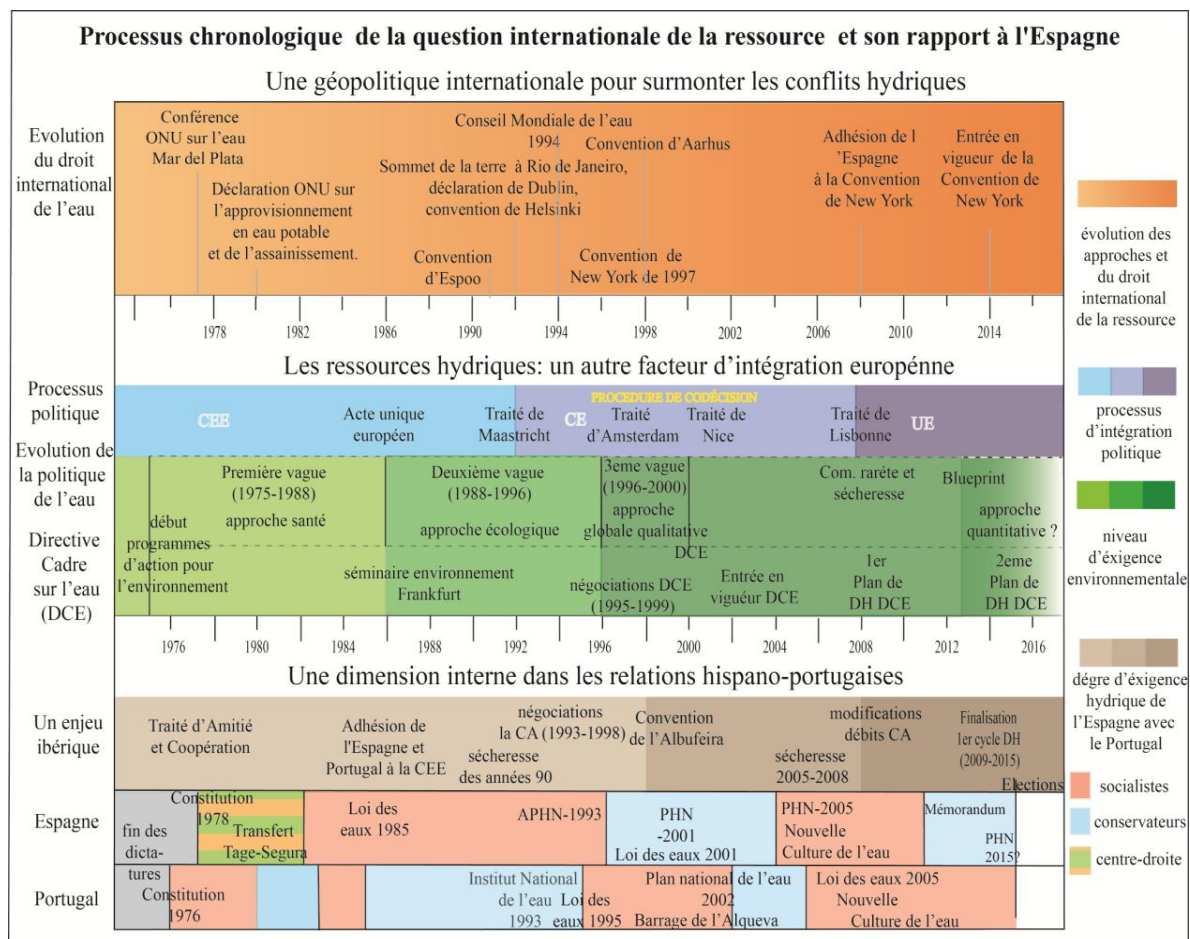 Processus chronologique de la question internationale de la ressource et son rapport à l'Espagne
Une géopolitique internationale pour surmonter les conflits hydriques
Evolution
du droit
international
de l’eau
Conférence
ONU sur l’eau
Mar del Plata
Déclaration ONU sur
l’approvisionnement
en eau potable
et de l’assainissement.
Conseil Mondiale de l’eau
1994
Convention d’Aarhus
Sommet de la terre à Rio de Janeiro,
déclaration de Dublin,
convention de Helsinki
Convention
d’Espoo
Convention de
New York de 1997
Adhésion de l
’Espagne
à la Convention
de New York
Entrée en
vigueur de la
Convention de
New York
1978 1982 1986 1990 1994 1998 2002 2006 2010 2014
évolution des
approches et
du droit
international
de la ressource
Les ressources hydriques: un autre facteur d’intégration europénne
Processus
politique
CEE
Acte unique
européen
Traité de
Maastricht
CE
PROCEDURE DE CODÉCISION
Traité
d’Amsterdam
Traité de
Nice
Traité de
Lisbonne
UE
processus
d’intégration
politique
Evolution de
la politique
de l’eau
Première vague
(1975-1988)
approche santé
Deuxième vague
(1988-1996)
approche écologique
3eme vague
(1996-2000)
approche
globale qualitative
DCE
Com. raréte et
sécheresse
Blueprint
approche
quantitative ?
Directive
Cadre
sur l’eau
(DCE)
début
programmes
d’action pour
l’environnement
séminaire environnement
Frankfurt
négociations DCE
(1995-1999)
Entrée en
viguéur DCE
1er
Plan de
DH DCE
2eme
Plan de
DH DCE
niveau
d’éxigence
environnementale
1976 1980 1984 1988 1992 1996 2000 2004 2008 2012 2016
Une dimension interne dans les relations hispano-portugaises
Un enjeu
ibérique
Traité d’Amitié
et Coopération
Adhésion de
l'Espagne et
Portugal à la CEE
négociations
la CA (1993-1998)
sécheresse
des années 90
Convention
de l’Albufeira
modifications
débits CA
sécheresse
2005-2008
Finalisation
1er cycle DH
(2009-2015)
Elections
dégre d’éxigence
hydrique de
l’Espagne avec
le Portugal
Espagne
fin des
dicta-
tures
Constitution
1978
Transfert
Tage-Segura
Loi des
eaux 1985
APHN-1993
PHN
-2001
Loi des eaux 2001
PHN-2005
Nouvelle
Culture de l’eau
Mémorandum
PHN
2015?
socialistes
conservateurs
centre-droite
Portugal
Constitution
1976
Institut National
de l’eau
1993
Loi des
eaux 1995
Plan national de l’eau
2002
Barrage de l’Alqueva
Loi des eaux 2005
Nouvelle
Culture de l’eau